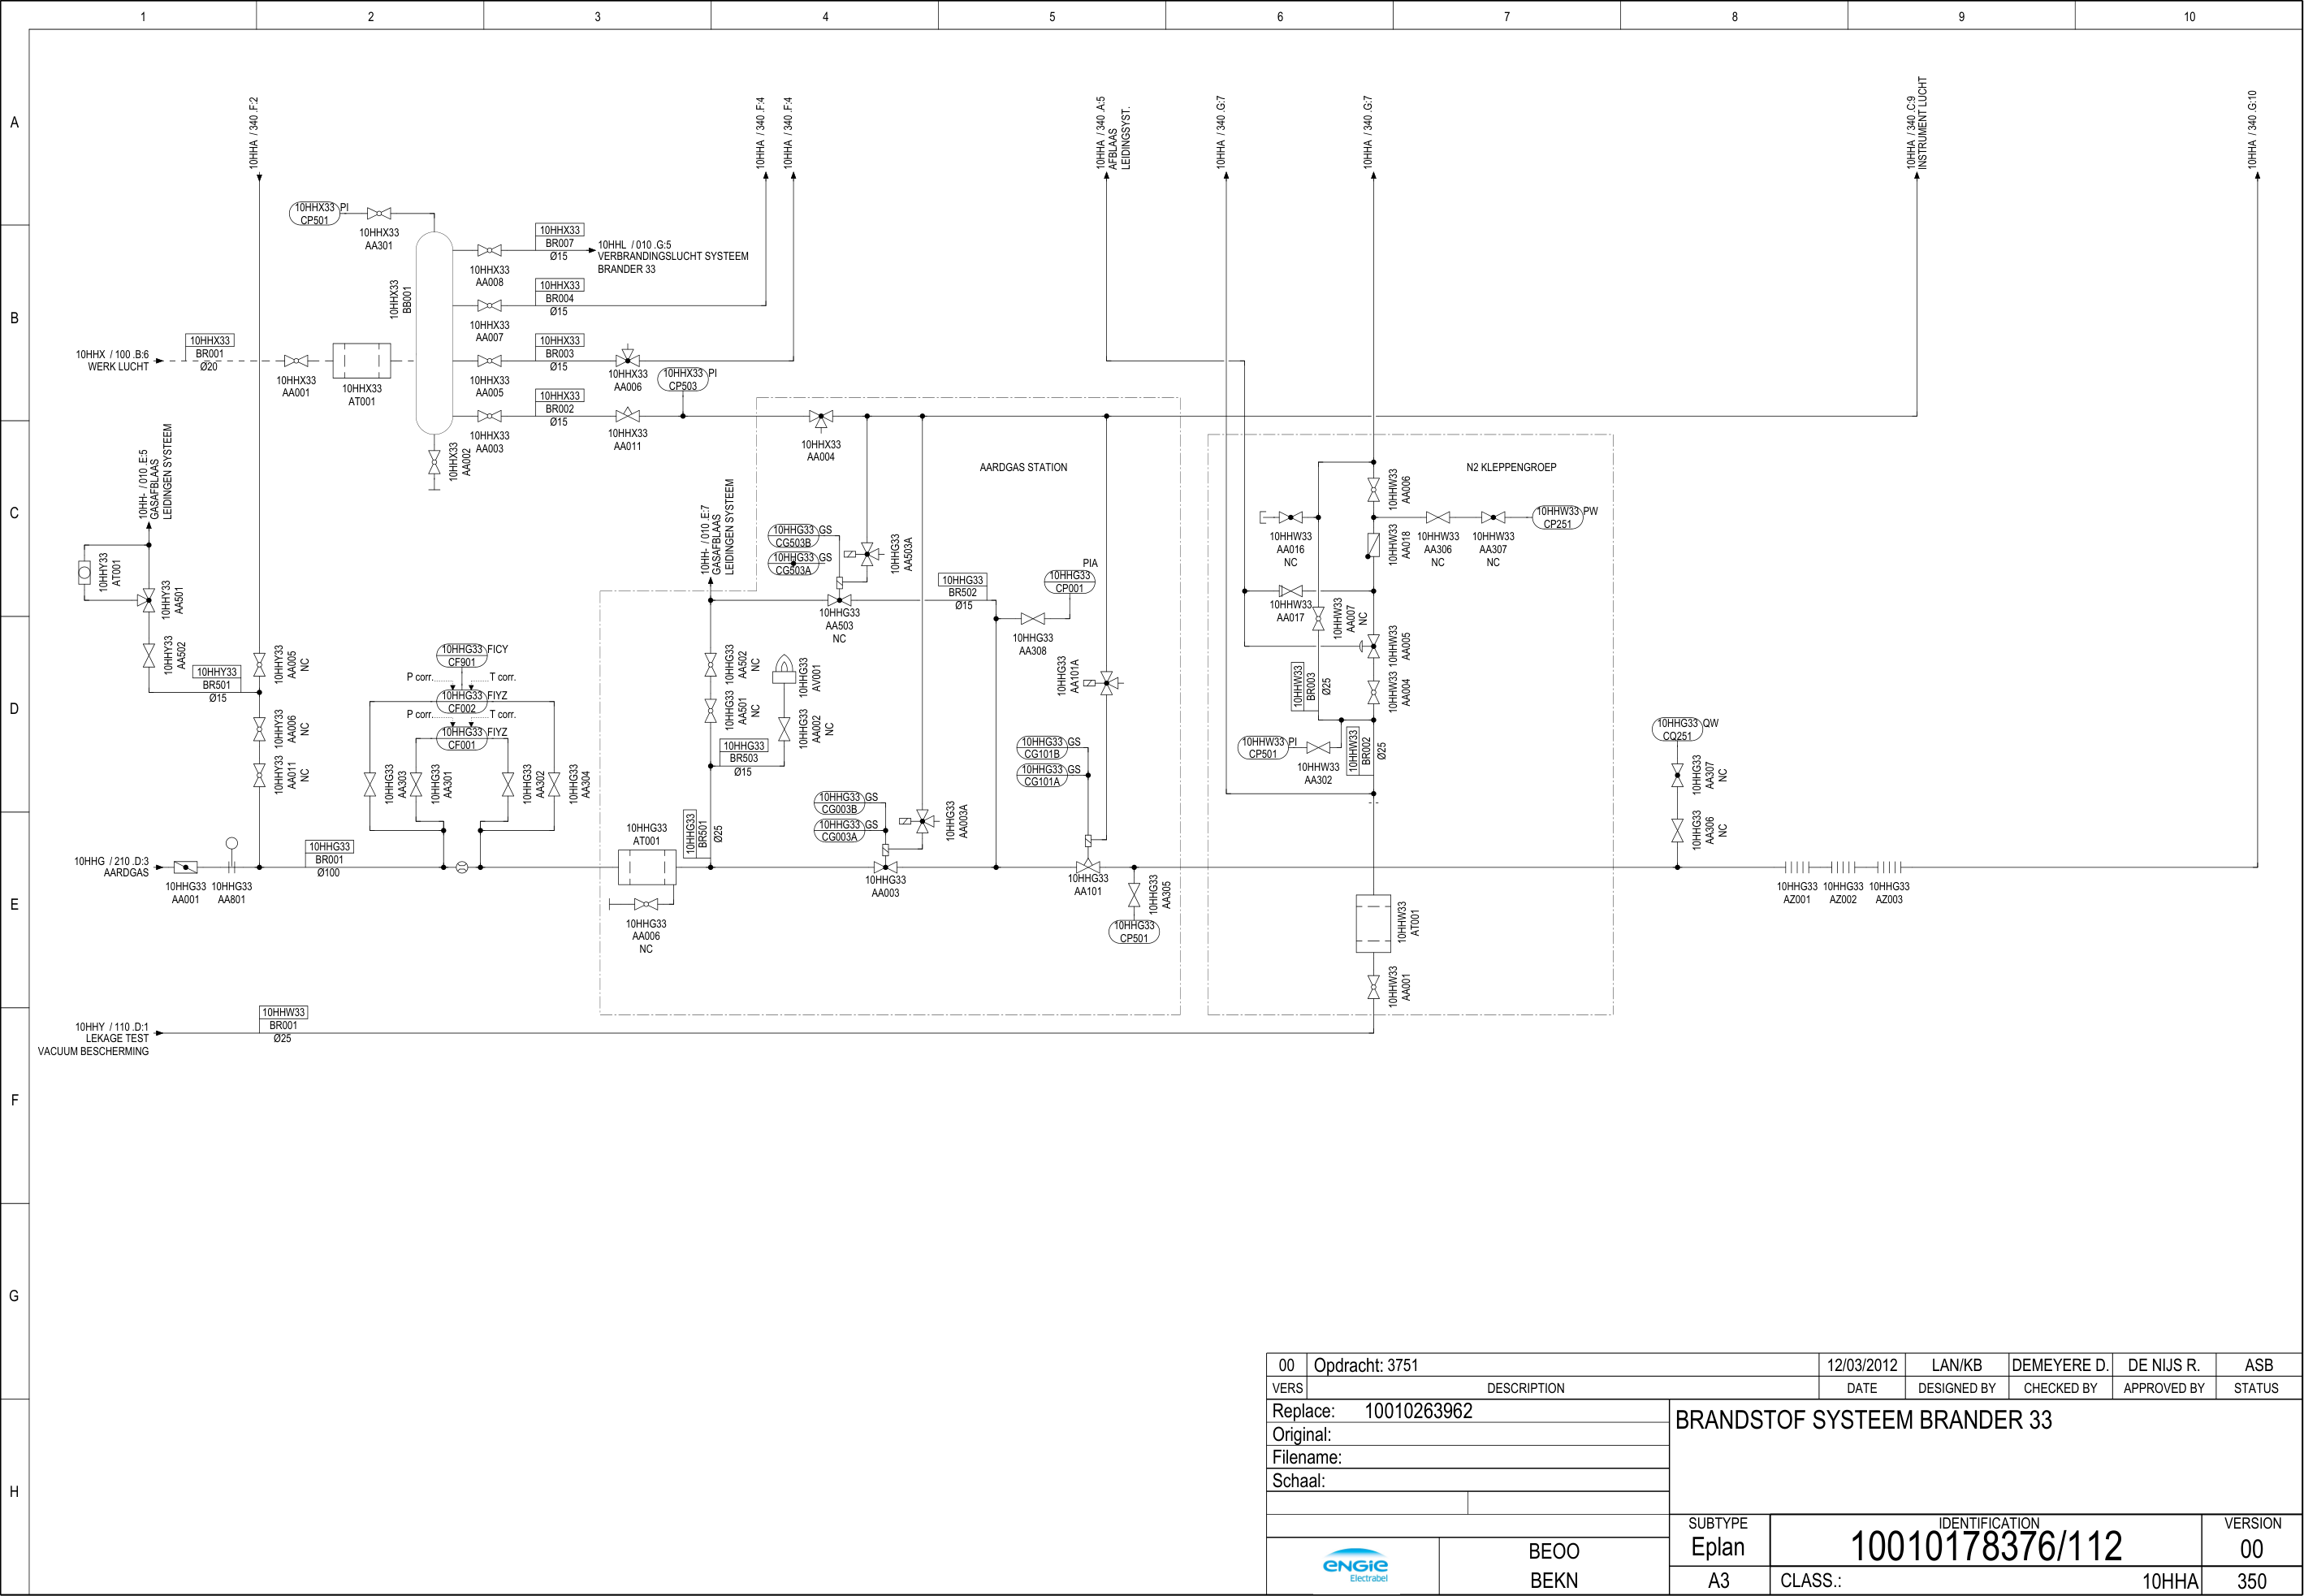 1 2 3 4 5 6 7 8 9 10
A
B
C
D
E
F
G
H
10HHA / 340 .F:2
10HHA / 340 .F:4
10HHA / 340 .F:4
10HHA / 340 .A:5
AFBLAAS
LEIDINGSYST.
10HHA / 340 .G:7
10HHA / 340 .G:7
10HHA / 340 .C:9
INSTRUMENT LUCHT
10HHA / 340 .G:10
10HHX33 PI
CP501
10HHX33
AA301
10HHX33
BB001
10HHX33
BR007
Ø15
10HHL / 010 .G:5
VERBRANDINGSLUCHT SYSTEEM
BRANDER 33
10HHX33
AA008
10HHX33
BR004
Ø15
10HHX33
AA007
10HHX / 100 .B:6
WERK LUCHT
10HHX33
BR001
Ø20
10HHX33
AA001
10HHX33
AT001
10HHX33
BR003
Ø15
10HHX33
AA005
10HHX33
AA006
10HHX33 PI
CP503
10HHX33
BR002
Ø15
10HHX33
AA003
10HHX33
AA011
10HHX33
AA004
10HHX33
AA002
AARDGAS STATION
N2 KLEPPENGROEP
10HH- / 010 .E:5
GASAFBLAAS
LEIDINGEN SYSTEEM
10HHY33
AT001
10HHY33
AA501
10HHY33
AA502
10HHY33
BR501
Ø15
10HHY33
AA005
NC
10HHY33
AA006
NC
10HHY33
AA011
NC
10HHG33 FICY
CF901
P corr. T corr.
10HHG33 FIYZ
CF002
P corr. T corr.
10HHG33 FIYZ
CF001
10HHG33
AA303
10HHG33
AA301
10HHG33
AA302
10HHG33
AA304
10HH- / 010 .E:7
GASAFBLAAS
LEIDINGEN SYSTEEM
10HHG33 GS
CG503B
10HHG33 GS
CG503A
10HHG33
AA503A
10HHG33
AA503
NC
10HHG33
BR502
Ø15
PIA
10HHG33
CP001
10HHG33
AA308
10HHG33
AA502
NC
10HHG33
AA501
NC
10HHG33
AV001
10HHG33
AA002
NC
10HHG33
BR503
Ø15
10HHG33
AA101A
10HHG33 GS
CG101B
10HHG33 GS
CG101A
10HHG33 GS
CG003B
10HHG33 GS
CG003A
10HHG33
AA003A
10HHG33
BR501
Ø25
10HHG33
AT001
10HHG33
AA006
NC
10HHG33
AA003
10HHG33
AA101
10HHG33
AA305
10HHG33
CP501
10HHW33
AA006
10HHW33
AA016
NC
10HHW33
AA018
10HHW33
AA306
NC
10HHW33
AA307
NC
10HHW33 PW
CP251
10HHW33
AA017
10HHW33
AA007
NC
10HHW33
AA005
10HHW33
BR003
Ø25
10HHW33
AA004
10HHW33 PI
CP501
10HHW33
AA302
10HHW33
BR002
Ø25
10HHW33
AT001
10HHW33
AA001
10HHG33 QW
CQ251
10HHG33
AA307
NC
10HHG33
AA306
NC
10HHG / 210 .D:3
AARDGAS
10HHG33
AA001
10HHG33
AA801
10HHG33
BR001
Ø100
10HHG33
AZ001
10HHG33
AZ002
10HHG33
AZ003
10HHY / 110 .D:1
LEKAGE TEST
VACUUM BESCHERMING
10HHW33
BR001
Ø25
00 Opdracht: 3751 12/03/2012 LAN/KB DEMEYERE D. DE NIJS R. ASB
VERS DESCRIPTION DATE DESIGNED BY CHECKED BY APPROVED BY STATUS
Replace: 10010263962
Original:
Filename:
Schaal:
BRANDSTOF SYSTEEM BRANDER 33
SUBTYPE
Eplan
IDENTIFICATION
10010178376/112
VERSION
00
ENGIE
Electrabel
BEOO
BEKN
A3
CLASS.: 10HHA
350